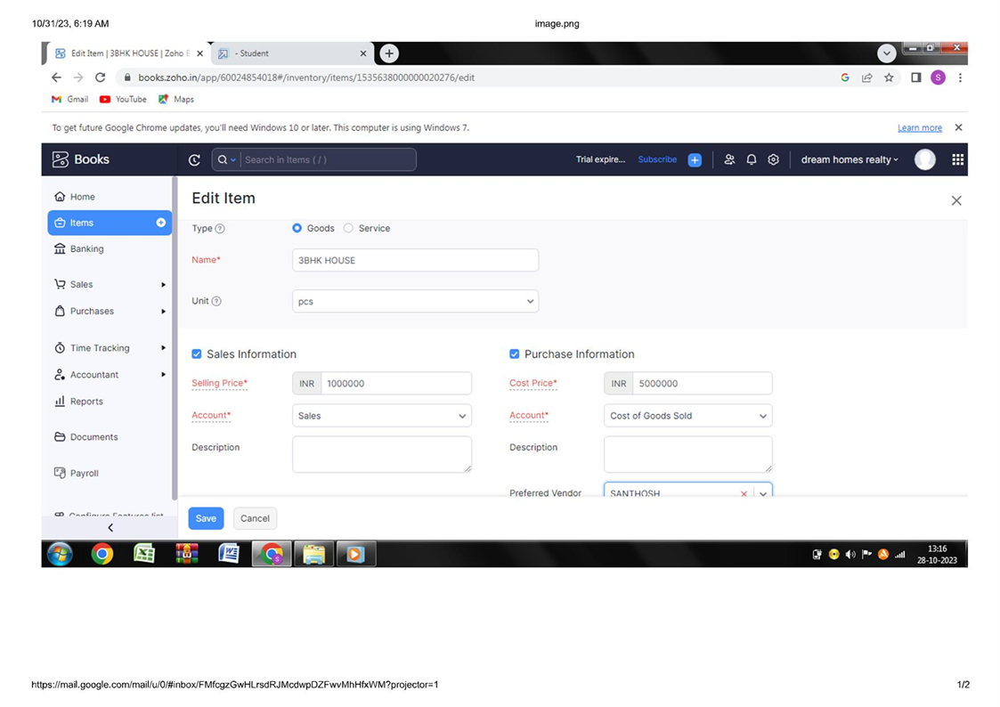 10/31/23, 6:19 AM image.png
Edit Item | 3BHK HOUSE | Zoho B - Student
books.zoho.in/app/60024854018#/inventory/items/1535638000000020276/edit
Gmail YouTube Maps
To get future Google Chrome updates, you'll need Windows 10 or later. This computer is using Windows 7. Learn more
Books Search in Items ( / ) Trial expire... Subscribe dream homes realty
Home
Items
Banking
Sales
Purchases
Time Tracking
Accountant
Reports
Documents
Payroll
Configure Features list
Edit Item
Type Goods Service
Name* 3BHK HOUSE
Unit pcs
Sales Information
Selling Price* INR 1000000
Account* Sales
Description
Purchase Information
Cost Price* INR 5000000
Account* Cost of Goods Sold
Description
Preferred Vendor SANTHOSH
Save Cancel
13:16
28-10-2023
https://mail.google.com/mail/u/0/#inbox/FMfcgzGwHLrsdRJMcdwpDZFwvMhHfxWM?projector=1 1/2